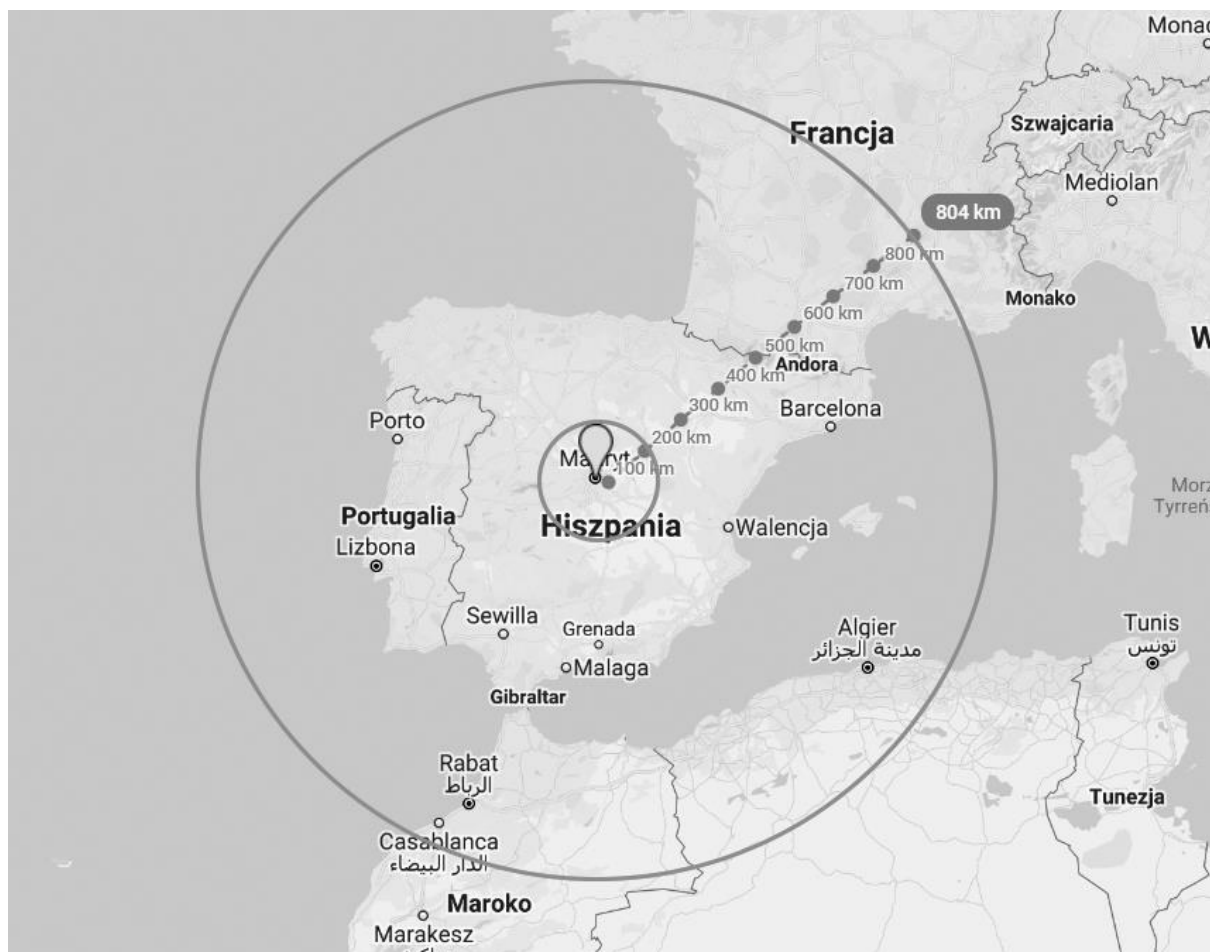 Monac
Francja
Szwajcaria
Mediolan
804 km
800 km
700 km
Monako
600 km
W
500 km
Andora
400 km
Barcelona
300 km
Porto
200 km
100 km
Morz
Tyrreń
Portugalia
Hiszpania
Walencja
Lizbona
Sewilla
Grenada
Algier
مدينة الجزائر
Tunis
تونس
Malaga
Gibraltar
Rabat
الرباط
Tunezja
Casablanca
الدار البيضاء
Maroko
Marakesz